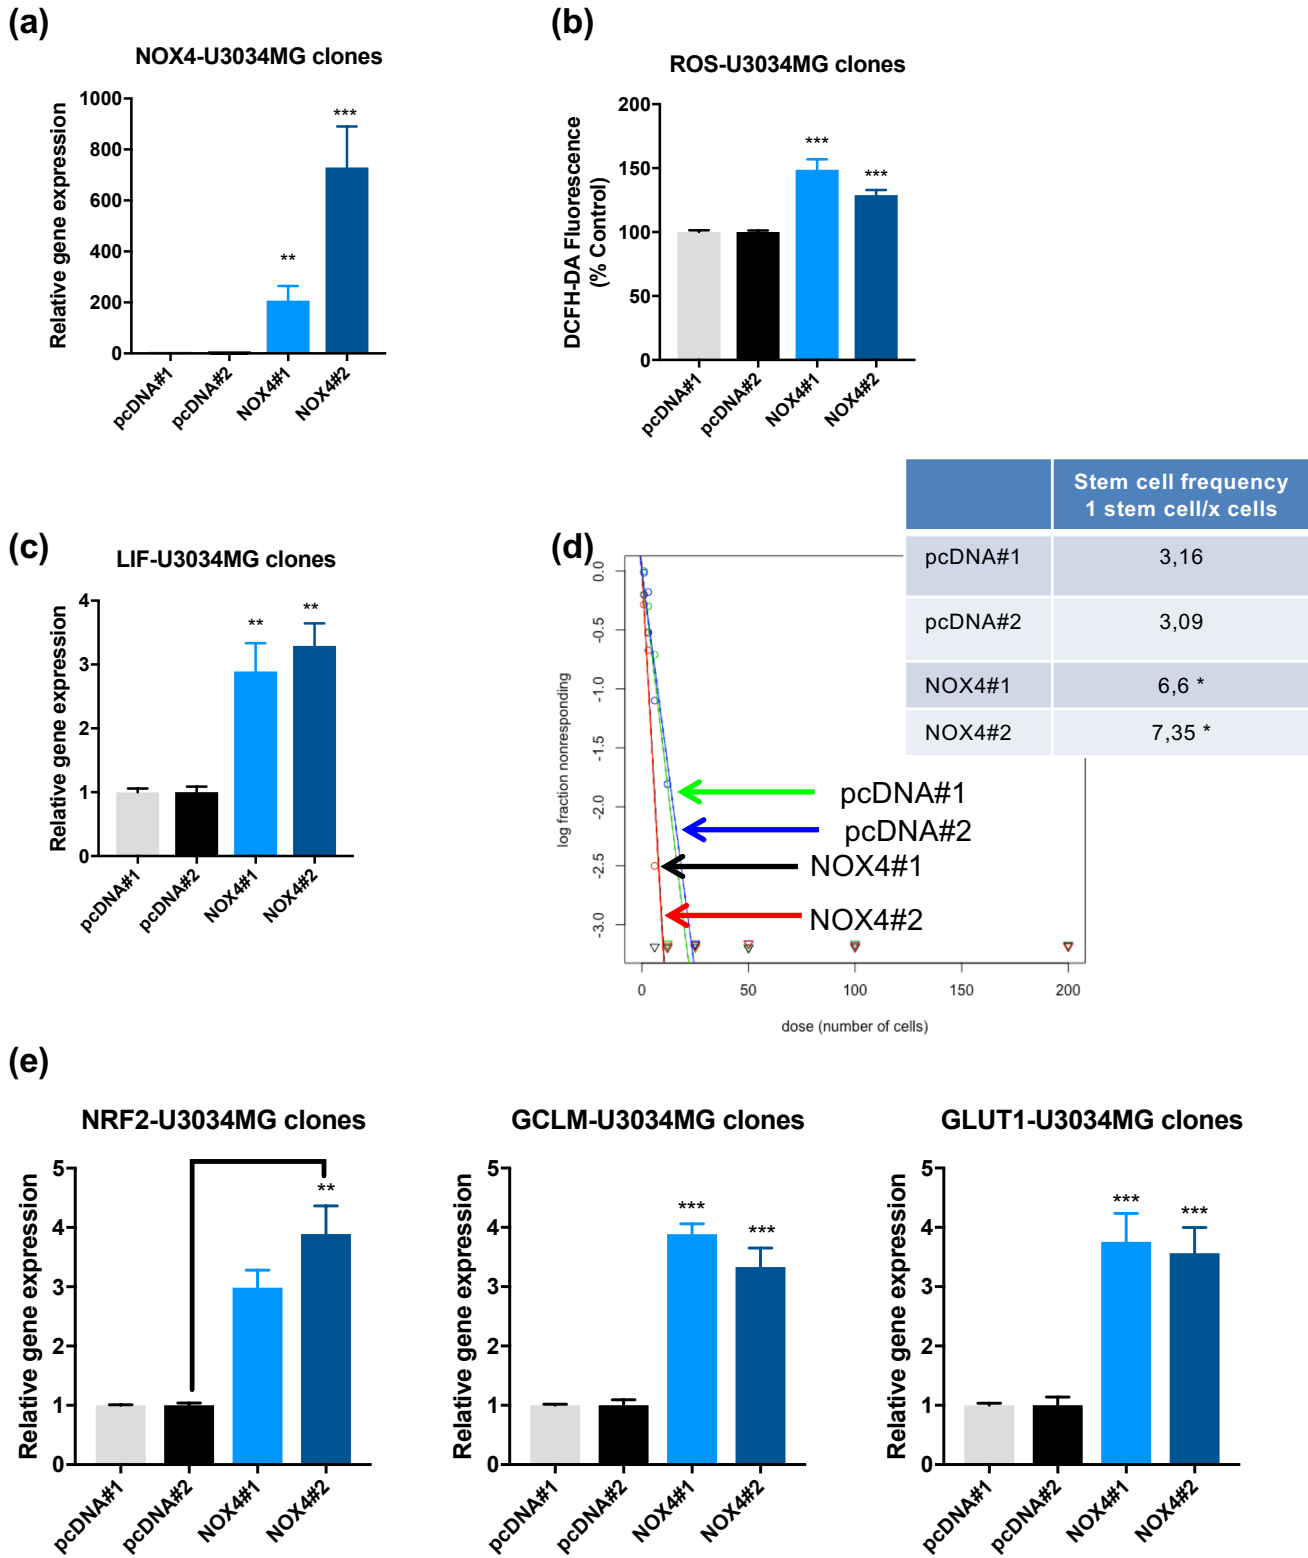 (a)
NOX4-U3034MG clones
Relative gene expression
1000
800
600
400
200
0
**
***
pcDNA#1
pcDNA#2
NOX4#1
NOX4#2
(b)
ROS-U3034MG clones
DCFH-DA Fluorescence
(% Control)
200
150
100
50
0
***
***
pcDNA#1
pcDNA#2
NOX4#1
NOX4#2
(c)
LIF-U3034MG clones
Relative gene expression
4
3
2
1
0
**
**
pcDNA#1
pcDNA#2
NOX4#1
NOX4#2
(d)
Stem cell frequency
1 stem cell/x cells
pcDNA#1 3,16
pcDNA#2 3,09
NOX4#1 6,6 *
NOX4#2 7,35 *
log fraction nonresponding
0.0
-0.5
-1.0
-1.5
-2.0
-2.5
-3.0
pcDNA#1
pcDNA#2
NOX4#1
NOX4#2
0 50 100 150 200
dose (number of cells)
(e)
NRF2-U3034MG clones
Relative gene expression
5
4
3
2
1
0
**
pcDNA#1
pcDNA#2
NOX4#1
NOX4#2
GCLM-U3034MG clones
Relative gene expression
5
4
3
2
1
0
***
***
pcDNA#1
pcDNA#2
NOX4#1
NOX4#2
GLUT1-U3034MG clones
Relative gene expression
5
4
3
2
1
0
***
***
pcDNA#1
pcDNA#2
NOX4#1
NOX4#2